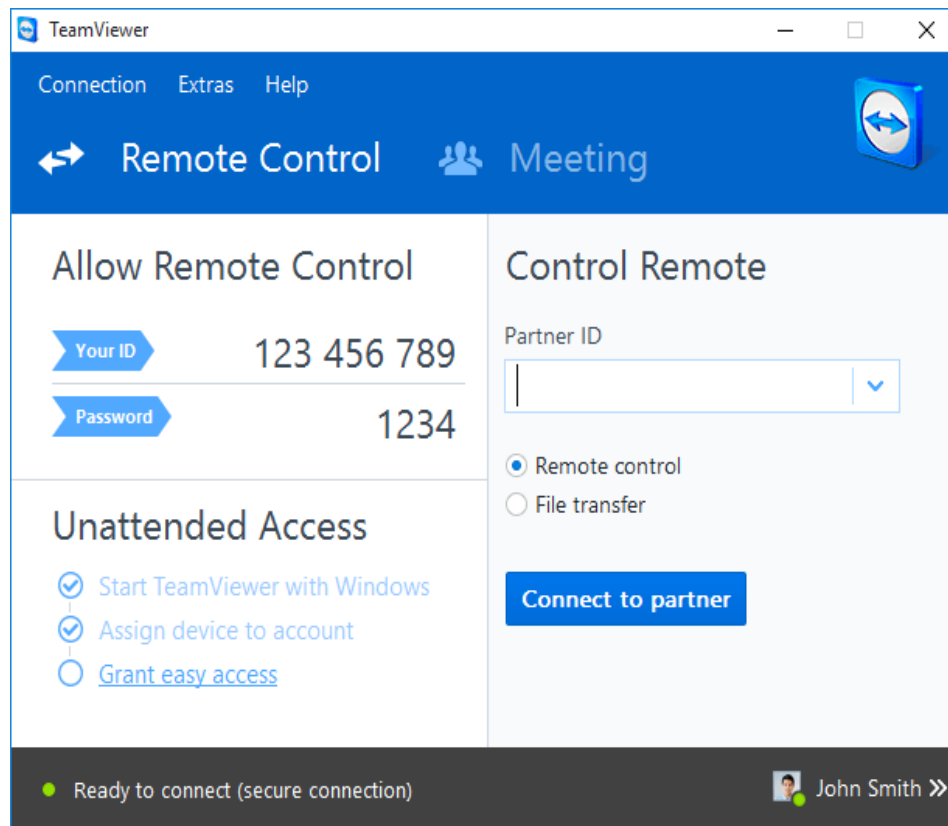 TeamViewer
Connection Extras Help
Remote Control Meeting
Allow Remote Control
Your ID 123 456 789
Password 1234
Unattended Access
Start TeamViewer with Windows
Assign device to account
Grant easy access
Control Remote
Partner ID
Remote control
File transfer
Connect to partner
Ready to connect (secure connection)
John Smith